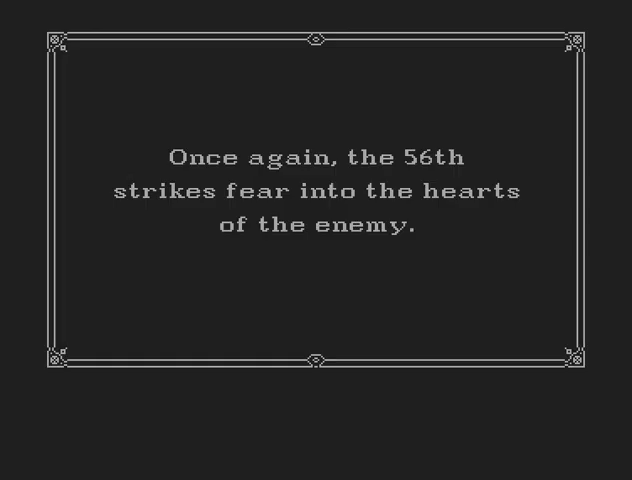 Once again, the 56th
strikes fear into the hearts
of the enemy.